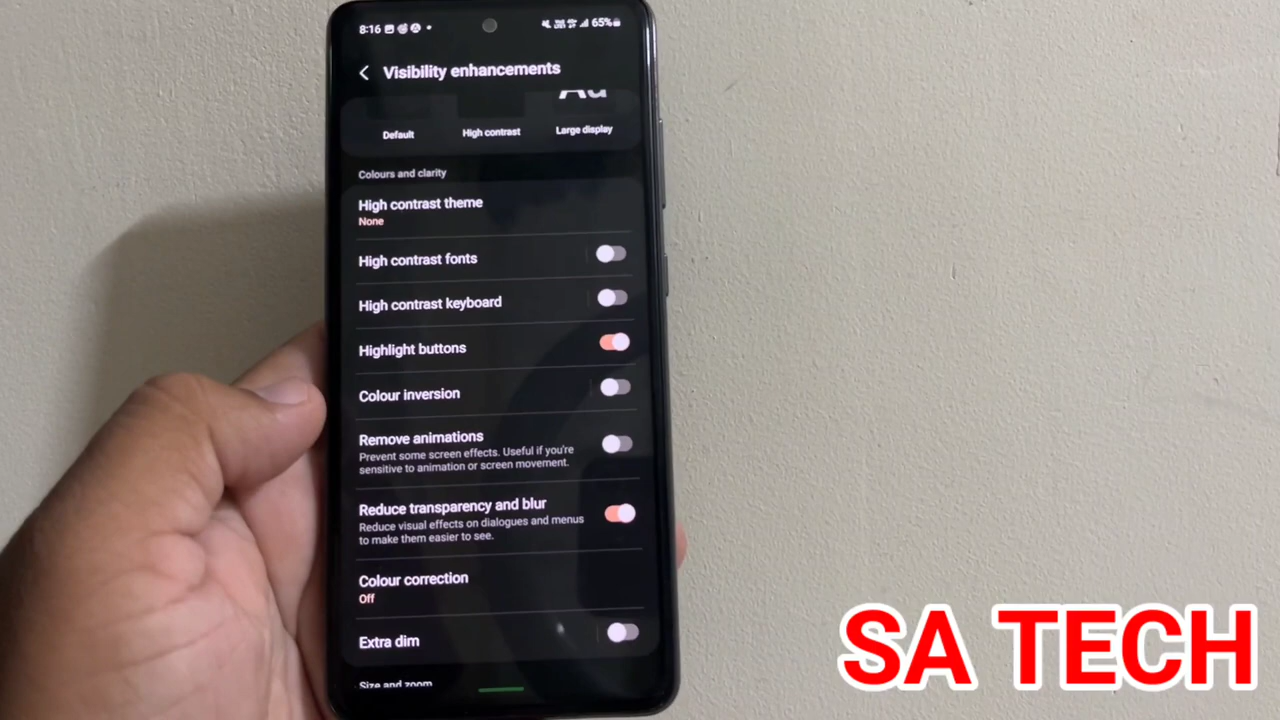 8:16 65%
Visibility enhancements
Default High contrast Large display
Colours and clarity
High contrast theme
None
High contrast fonts
High contrast keyboard
Highlight buttons
Colour inversion
Remove animations
Prevent some screen effects. Useful if you're
sensitive to animation or screen movement.
Reduce transparency and blur
Reduce visual effects on dialogues and menus
to make them easier to see.
Colour correction
Off
Extra dim
Size and zoom
SA TECH